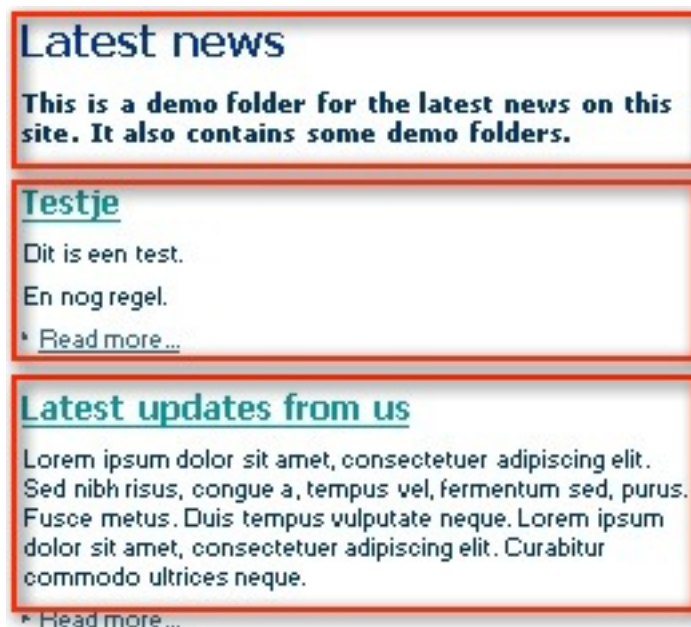 Latest news
This is a demo folder for the latest news on this
site. It also contains some demo folders.
Testje
Dit is een test.
En nog regel.
Read more...
Latest updates from us
Lorem ipsum dolor sit amet, consectetuer adipiscing elit.
Sed nibh risus, congue a, tempus vel, fermentum sed, purus.
Fusce metus. Duis tempus vulputate neque. Lorem ipsum
dolor sit amet, consectetuer adipiscing elit. Curabitur
commodo ultrices neque.
Read more...